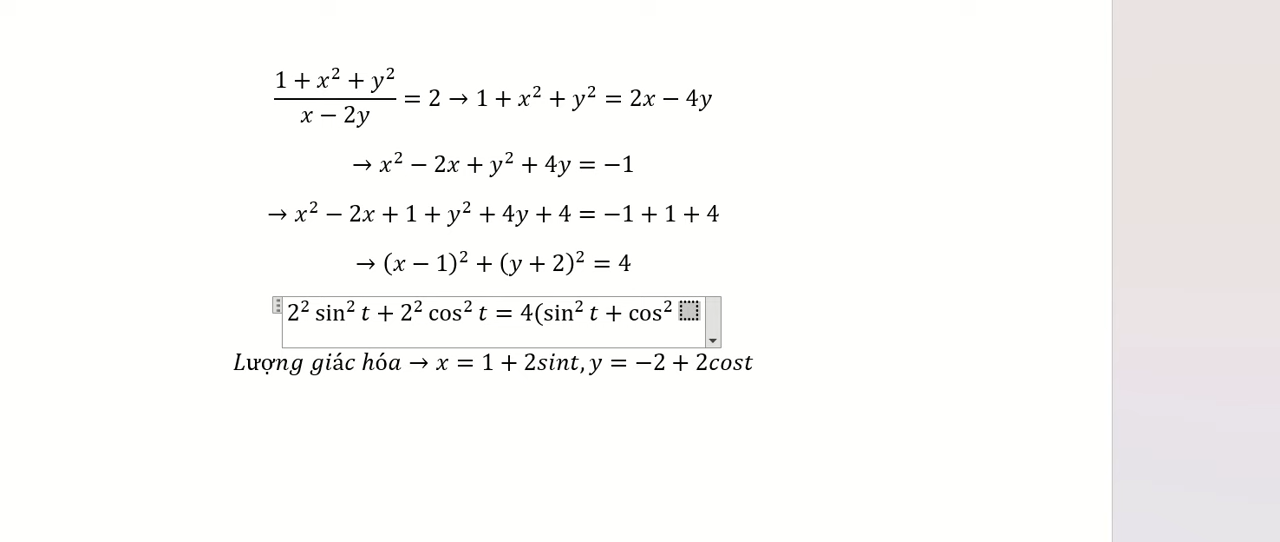 (1 + x² + y²)/(x − 2y) = 2 → 1 + x² + y² = 2x − 4y
→ x² − 2x + y² + 4y = −1
→ x² − 2x + 1 + y² + 4y + 4 = −1 + 1 + 4
→ (x − 1)² + (y + 2)² = 4
2² sin² t + 2² cos² t = 4(sin² t + cos²
Lượng giác hóa → x = 1 + 2sint, y = −2 + 2cost